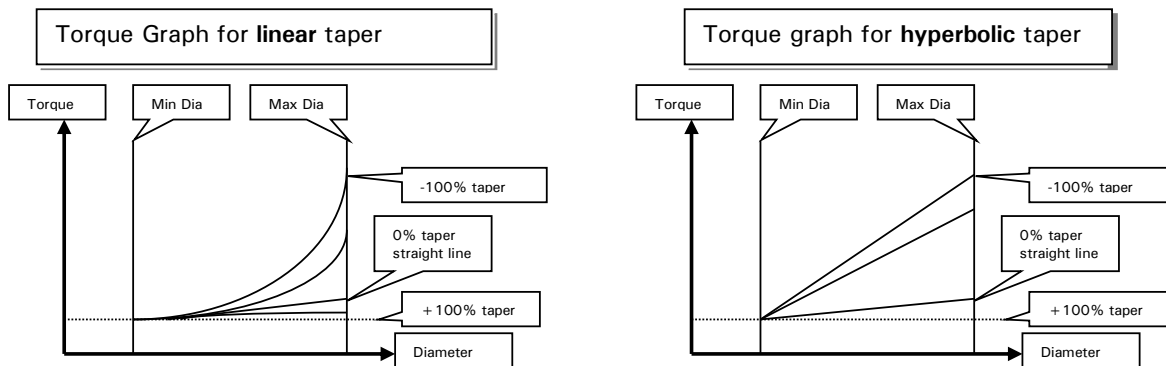 Torque Graph for linear taper
Torque
Min Dia
Max Dia
-100% taper
0% taper
straight line
+100% taper
Diameter
Torque graph for hyperbolic taper
Torque
Min Dia
Max Dia
-100% taper
0% taper
straight line
+100% taper
Diameter